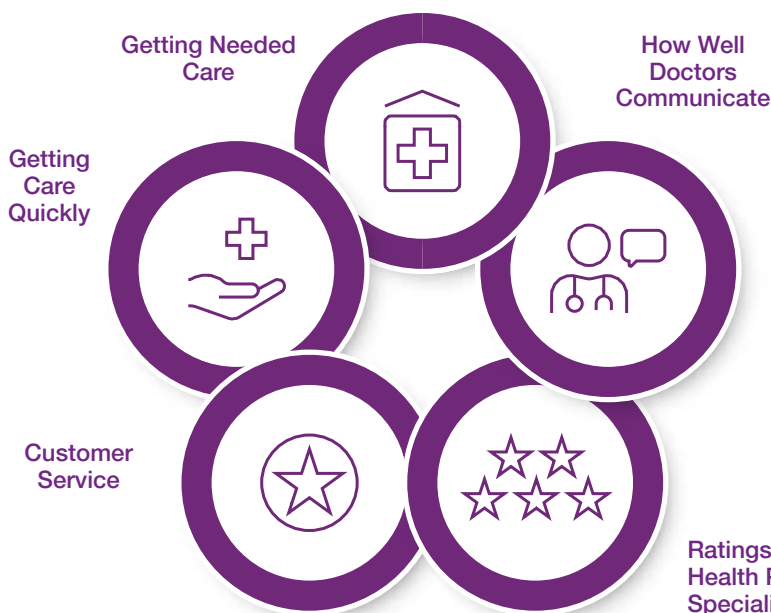 Getting Needed
Care
How Well
Doctors
Communicate
Getting
Care
Quickly
Customer
Service
Ratings
Health